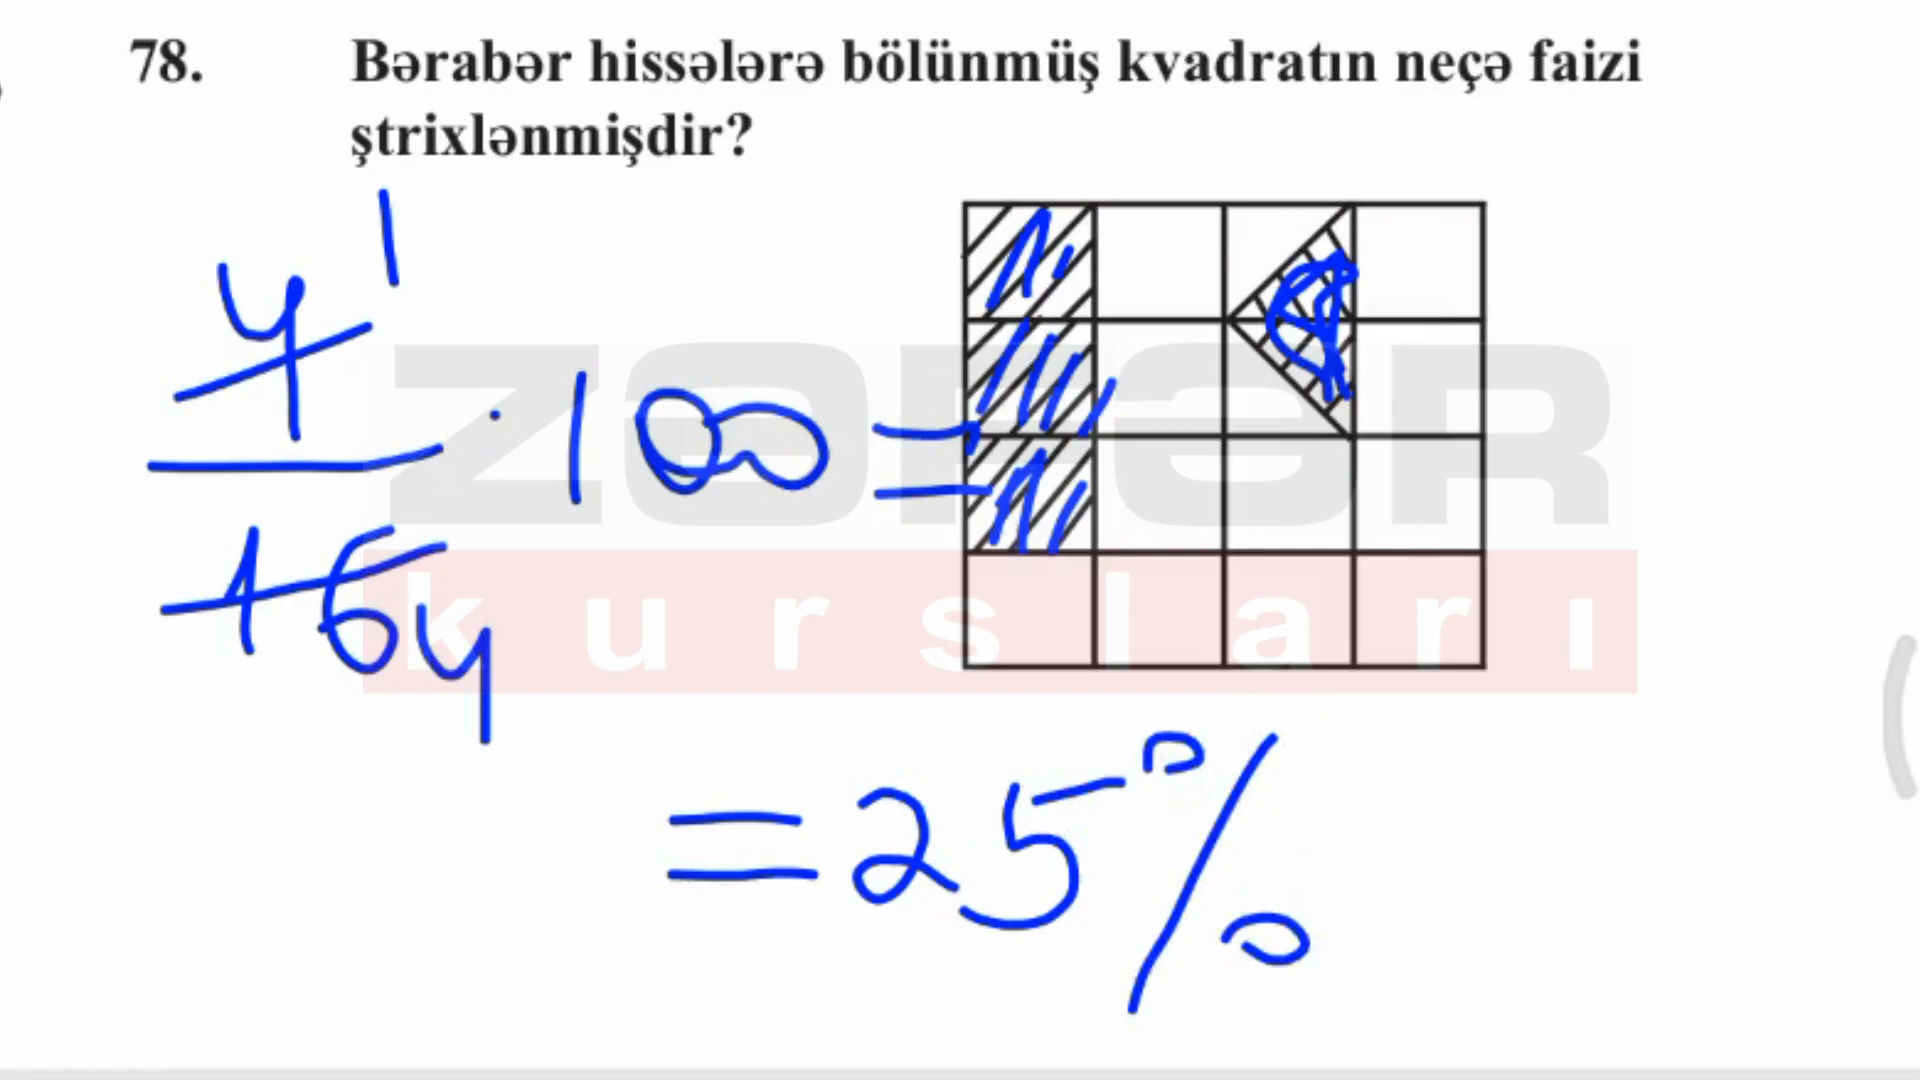 78. Bərabər hissələrə bölünmüş kvadratın neçə faizi
ştrixlənmişdir?
4 1
16 4
· 100 =
= 25%
ZƏFƏR
kursları